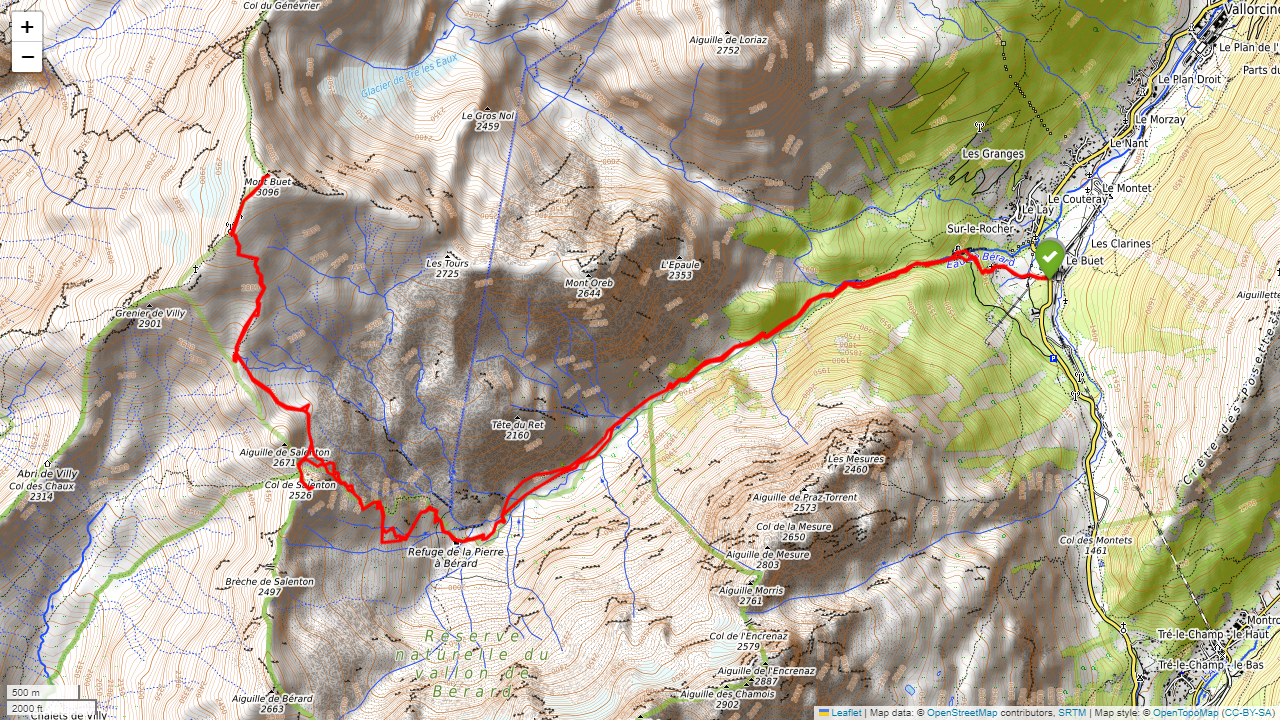 +
−
Col du Génévrier
Vallorcine
Aiguille de Loriaz
2752
Le Plan Droit
Glacier de Tré les Eaux
Le Gros Nol
2459
Le Morzay
Le Nant
Les Granges
Mont Buet
3096
Le Montet
Le Couteray
Le Lay
Sur-le-Rocher
Les Clarines
Le Buet
Les Tours
2725
L'Epaule
2353
Mont Oreb
2644
Grenier de Villy
2901
Tête du Ret
2160
Aiguille de Salenton
2671
Les Mesures
2460
Abri de Villy
Col des Chaux
2314
Col de Salenton
2526
Aiguille de Praz-Torrent
2573
Crête des Posettes
Col de la Mesure
2650
Col des Montets
1461
Refuge de la Pierre
à Bérard
Aiguille de Mesure
2803
Brèche de Salenton
2497
Aiguille Morris
2761
Réserve
naturelle du
vallon de
Bérard
Col de l'Encrenaz
2579
Tré-le-Champ - le Haut
Tré-le-Champ - le Bas
Aiguille de l'Encrenaz
2887
Aiguille de Bérard
2663
Aiguille des Chamois
2902
500 m
2000 ft
Chalets de Villy
Leaflet | Map data: © OpenStreetMap contributors, SRTM | Map style: © OpenTopoMap (CC-BY-SA)